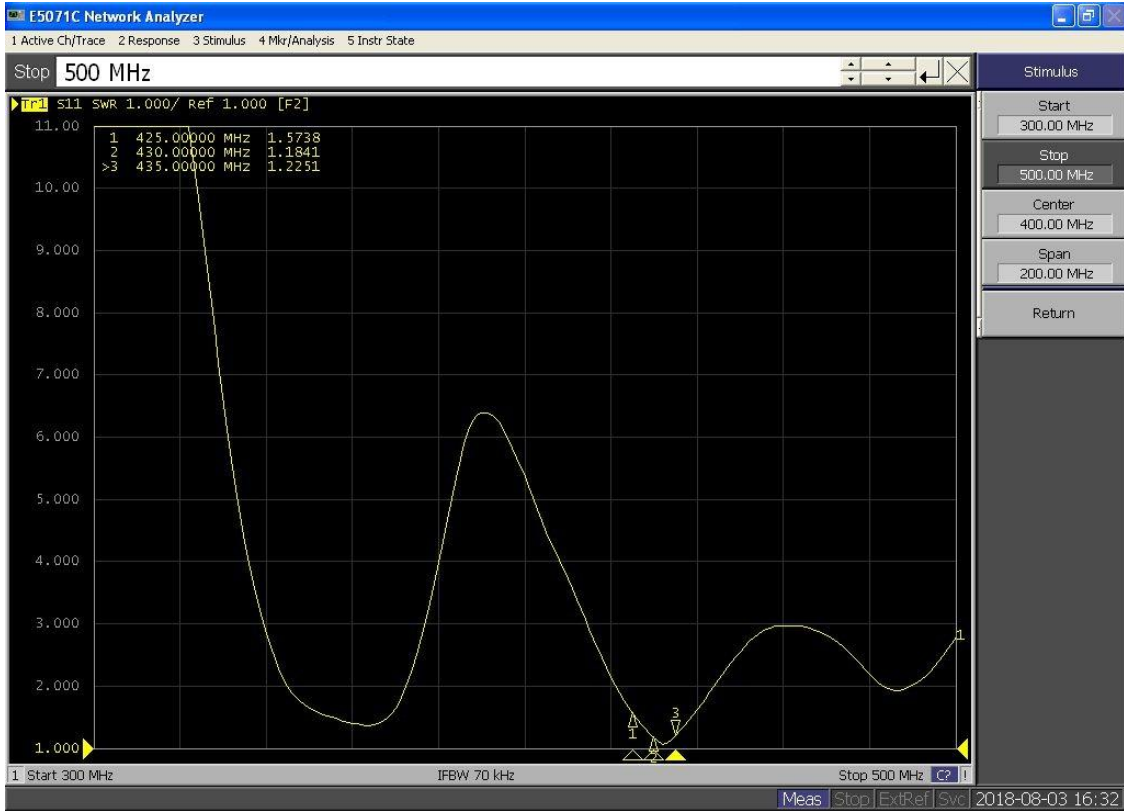 E5071C Network Analyzer
1 Active Ch/Trace 2 Response 3 Stimulus 4 Mkr/Analysis 5 Instr State
Stop 500 MHz
Stimulus
Tr1 S11 SWR 1.000/ Ref 1.000 [F2]
Start
300.00 MHz
Stop
500.00 MHz
Center
400.00 MHz
Span
200.00 MHz
Return
11.00
1 425.00000 MHz 1.5738
2 430.00000 MHz 1.1841
>3 435.00000 MHz 1.2251
10.00
9.000
8.000
7.000
6.000
5.000
4.000
3.000
2.000
1.000
1
1
2
3
1 Start 300 MHz
IFBW 70 kHz
Stop 500 MHz C? !
Meas Stop ExtRef Svc 2018-08-03 16:32